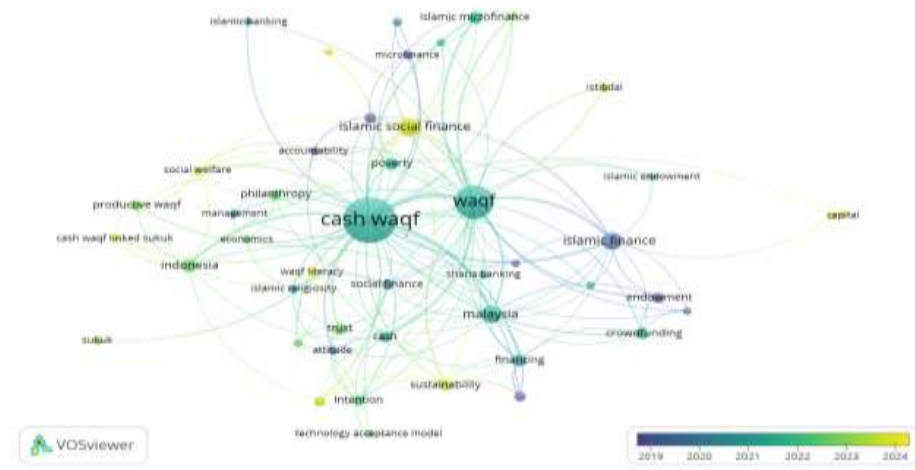 islamic banking
islamic microfinance
microfinance
istibdal
islamic social finance
accountability
poverty
social welfare
islamic endowment
philanthropy
productive waqf
waqf
management
capital
cash waqf
cash waqf linked sukuk
economics
islamic finance
indonesia
waqf literacy
sharia banking
islamic religiosity
social finance
endowment
malaysia
trust
crowdfunding
cash
sukuk
attitude
financing
sustainability
intention
technology acceptance model
VOSviewer
2019 2020 2021 2022 2023 2024